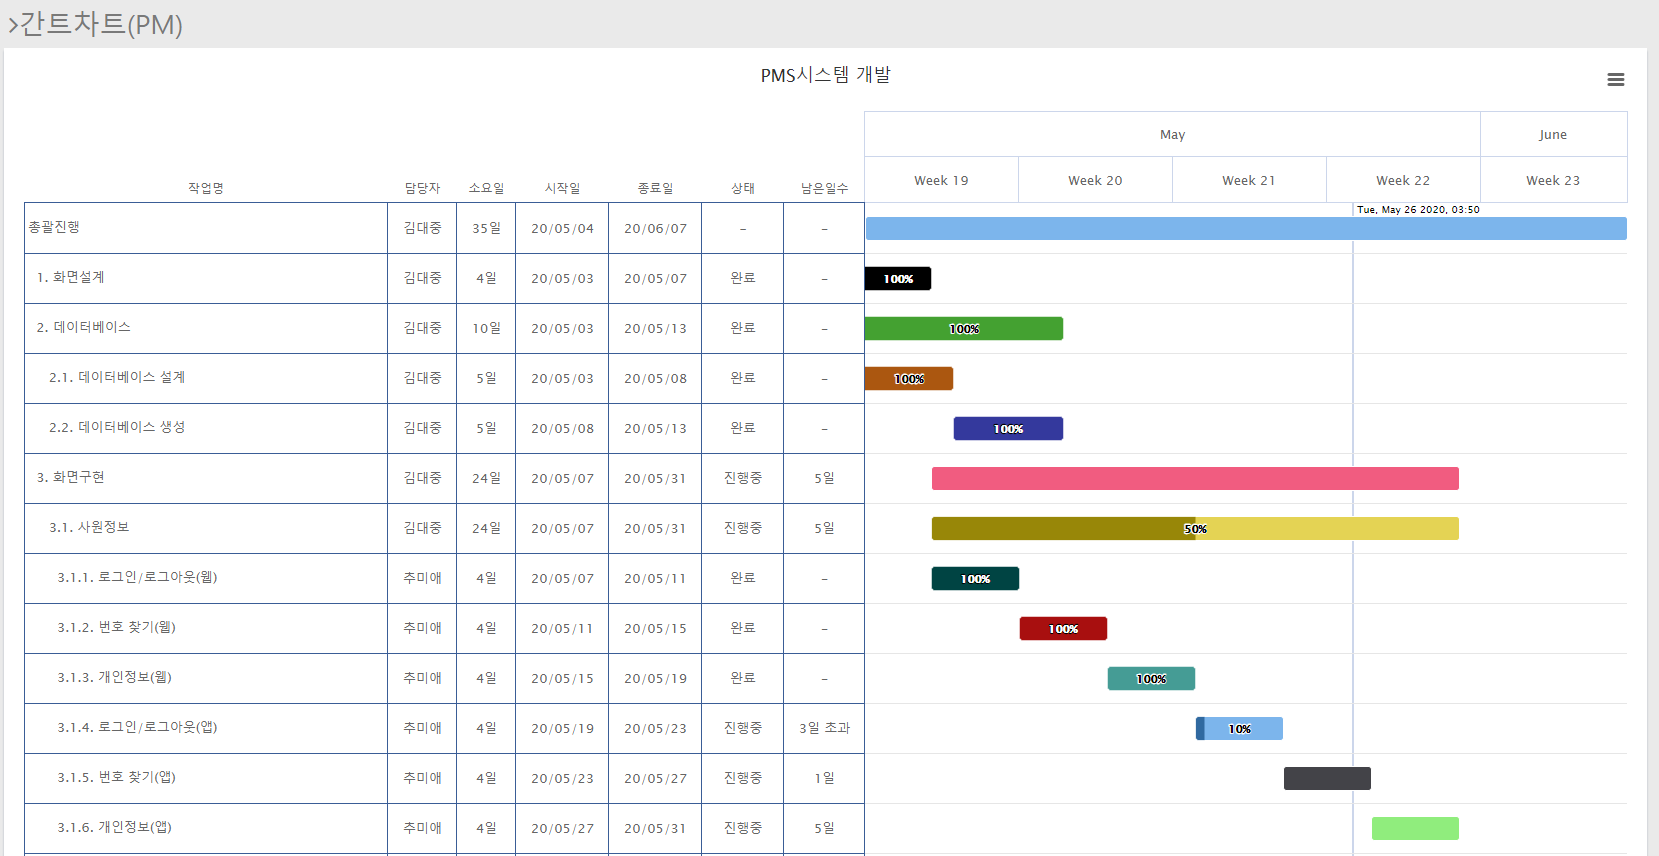 >간트차트(PM)
PMS시스템 개발
May June
작업명 담당자 소요일 시작일 종료일 상태 남은일수 Week 19 Week 20 Week 21 Week 22 Week 23
Tue, May 26 2020, 03:50
총괄진행 김대중 35일 20/05/04 20/06/07 – –
1. 화면설계 김대중 4일 20/05/03 20/05/07 완료 – 100%
2. 데이터베이스 김대중 10일 20/05/03 20/05/13 완료 – 100%
2.1. 데이터베이스 설계 김대중 5일 20/05/03 20/05/08 완료 – 100%
2.2. 데이터베이스 생성 김대중 5일 20/05/08 20/05/13 완료 – 100%
3. 화면구현 김대중 24일 20/05/07 20/05/31 진행중 5일
3.1. 사원정보 김대중 24일 20/05/07 20/05/31 진행중 5일 50%
3.1.1. 로그인/로그아웃(웹) 추미애 4일 20/05/07 20/05/11 완료 – 100%
3.1.2. 번호 찾기(웹) 추미애 4일 20/05/11 20/05/15 완료 – 100%
3.1.3. 개인정보(웹) 추미애 4일 20/05/15 20/05/19 완료 – 100%
3.1.4. 로그인/로그아웃(앱) 추미애 4일 20/05/19 20/05/23 진행중 3일 초과 10%
3.1.5. 번호 찾기(앱) 추미애 4일 20/05/23 20/05/27 진행중 1일
3.1.6. 개인정보(앱) 추미애 4일 20/05/27 20/05/31 진행중 5일